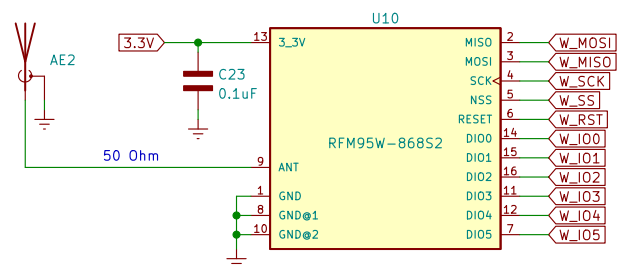 U10
3.3V
13
3_3V
MISO
2
W_MOSI
AE2
MOSI
3
W_MISO
C23
SCK
4
W_SCK
0.1uF
NSS
5
W_SS
RESET
6
W_RST
RFM95W-868S2
DIO0
14
W_IO0
50 Ohm
9
ANT
DIO1
15
W_IO1
DIO2
16
W_IO2
1
GND
DIO3
11
W_IO3
8
GND@1
DIO4
12
W_IO4
10
GND@2
DIO5
7
W_IO5